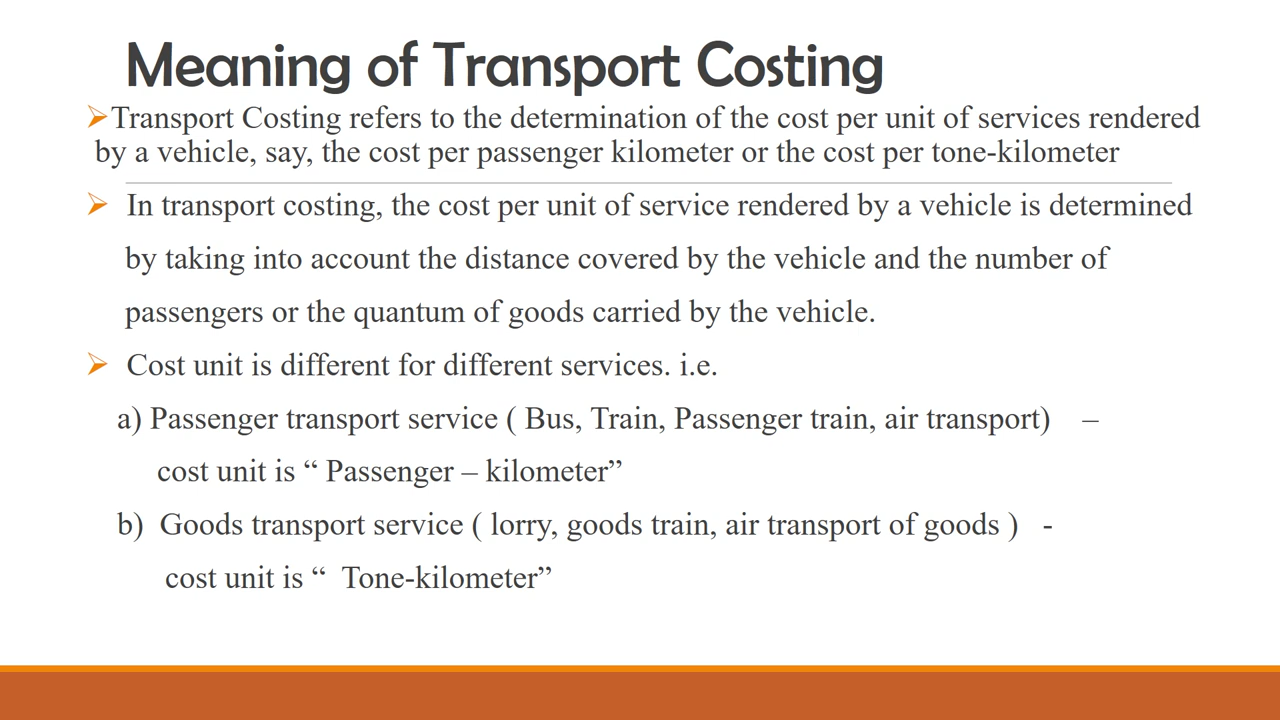 Meaning of Transport Costing
Transport Costing refers to the determination of the cost per unit of services rendered
by a vehicle, say, the cost per passenger kilometer or the cost per tone-kilometer
In transport costing, the cost per unit of service rendered by a vehicle is determined
by taking into account the distance covered by the vehicle and the number of
passengers or the quantum of goods carried by the vehicle.
Cost unit is different for different services. i.e.
a) Passenger transport service ( Bus, Train, Passenger train, air transport) –
cost unit is “ Passenger – kilometer”
b) Goods transport service ( lorry, goods train, air transport of goods ) -
cost unit is “ Tone-kilometer”